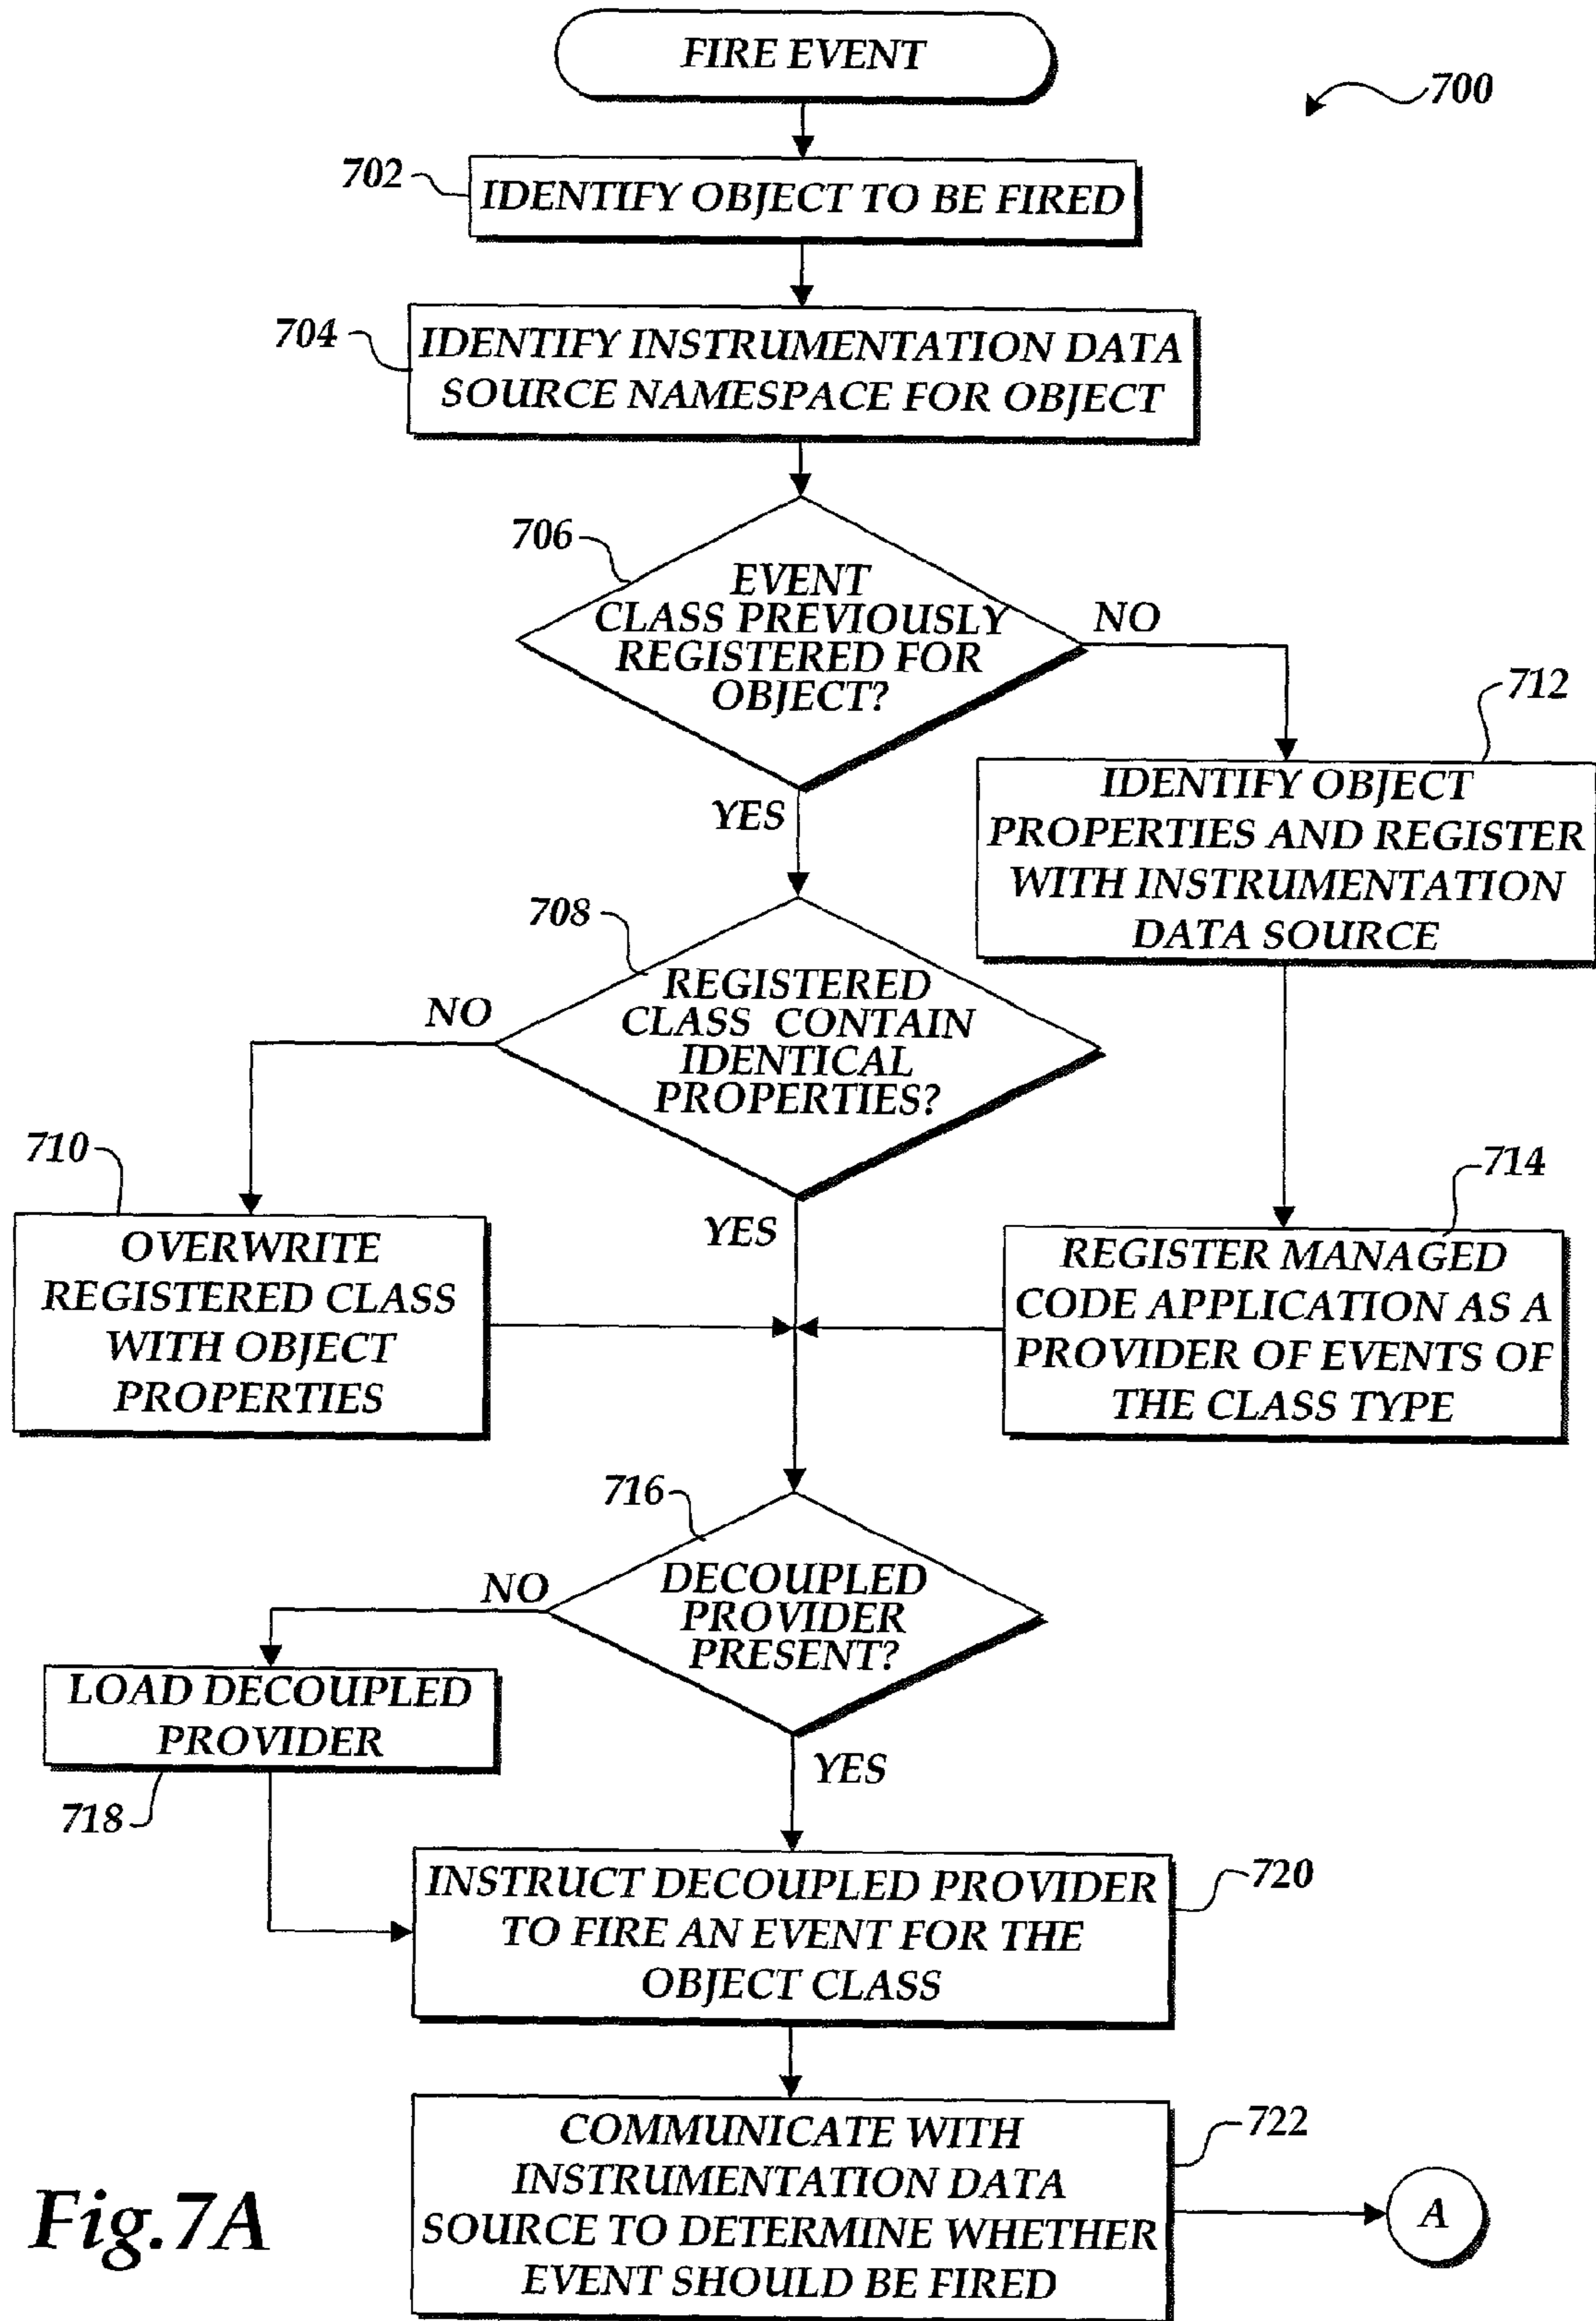 FIRE EVENT
700
702
IDENTIFY OBJECT TO BE FIRED
704
IDENTIFY INSTRUMENTATION DATA
SOURCE NAMESPACE FOR OBJECT
706
EVENT
CLASS PREVIOUSLY
REGISTERED FOR
OBJECT?
NO
YES
712
IDENTIFY OBJECT
PROPERTIES AND REGISTER
WITH INSTRUMENTATION
DATA SOURCE
708
REGISTERED
CLASS CONTAIN
IDENTICAL
PROPERTIES?
NO
YES
710
OVERWRITE
REGISTERED CLASS
WITH OBJECT
PROPERTIES
714
REGISTER MANAGED
CODE APPLICATION AS A
PROVIDER OF EVENTS OF
THE CLASS TYPE
716
DECOUPLED
PROVIDER
PRESENT?
NO
YES
LOAD DECOUPLED
PROVIDER
718
INSTRUCT DECOUPLED PROVIDER
TO FIRE AN EVENT FOR THE
OBJECT CLASS
720
COMMUNICATE WITH
INSTRUMENTATION DATA
SOURCE TO DETERMINE WHETHER
EVENT SHOULD BE FIRED
722
A
Fig.7A